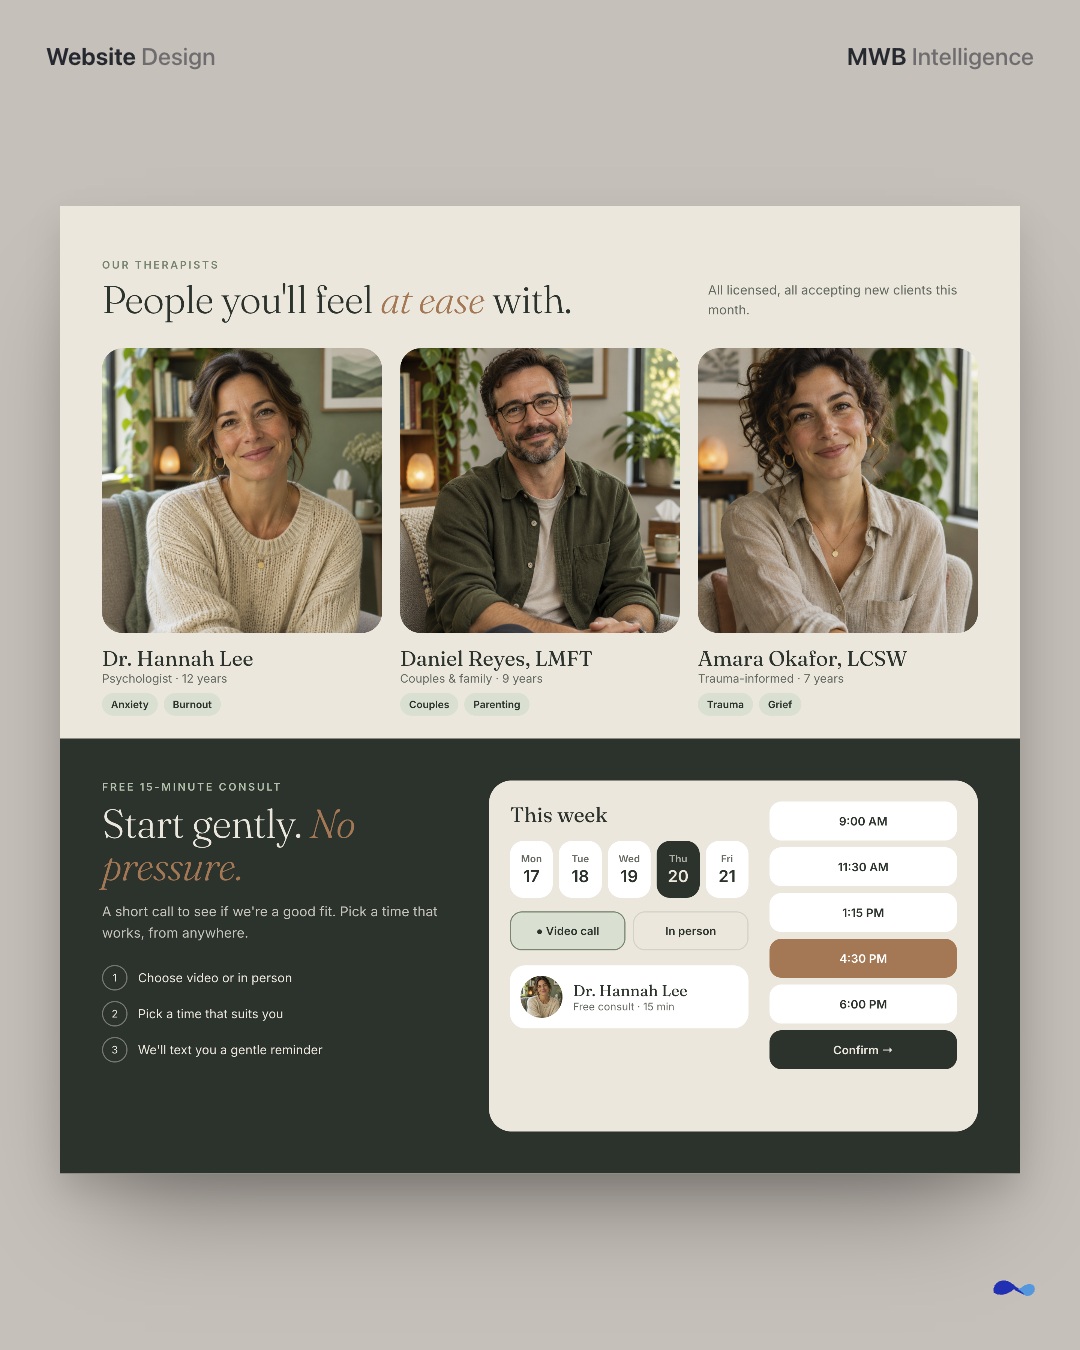 Website Design
MWB Intelligence
OUR THERAPISTS
People you'll feel at ease with.
All licensed, all accepting new clients this
month.
Dr. Hannah Lee
Psychologist · 12 years
Anxiety
Burnout
Daniel Reyes, LMFT
Couples & family · 9 years
Couples
Parenting
Amara Okafor, LCSW
Trauma-informed · 7 years
Trauma
Grief
FREE 15-MINUTE CONSULT
Start gently. No
pressure.
A short call to see if we're a good fit. Pick a time that
works, from anywhere.
1 Choose video or in person
2 Pick a time that suits you
3 We'll text you a gentle reminder
This week
Mon Tue Wed Thu Fri
17 18 19 20 21
● Video call
In person
Dr. Hannah Lee
Free consult · 15 min
9:00 AM
11:30 AM
1:15 PM
4:30 PM
6:00 PM
Confirm →